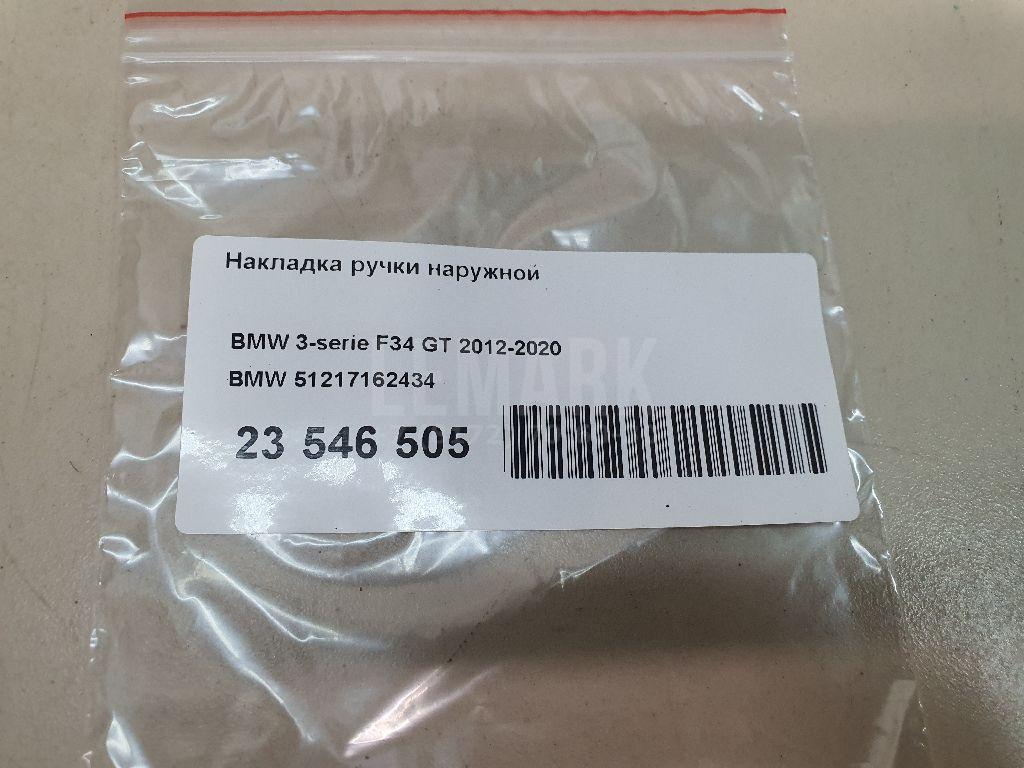 Накладка ручки наружной
BMW 3-serie F34 GT 2012-2020
BMW 51217162434
LEMARK
23 546 505